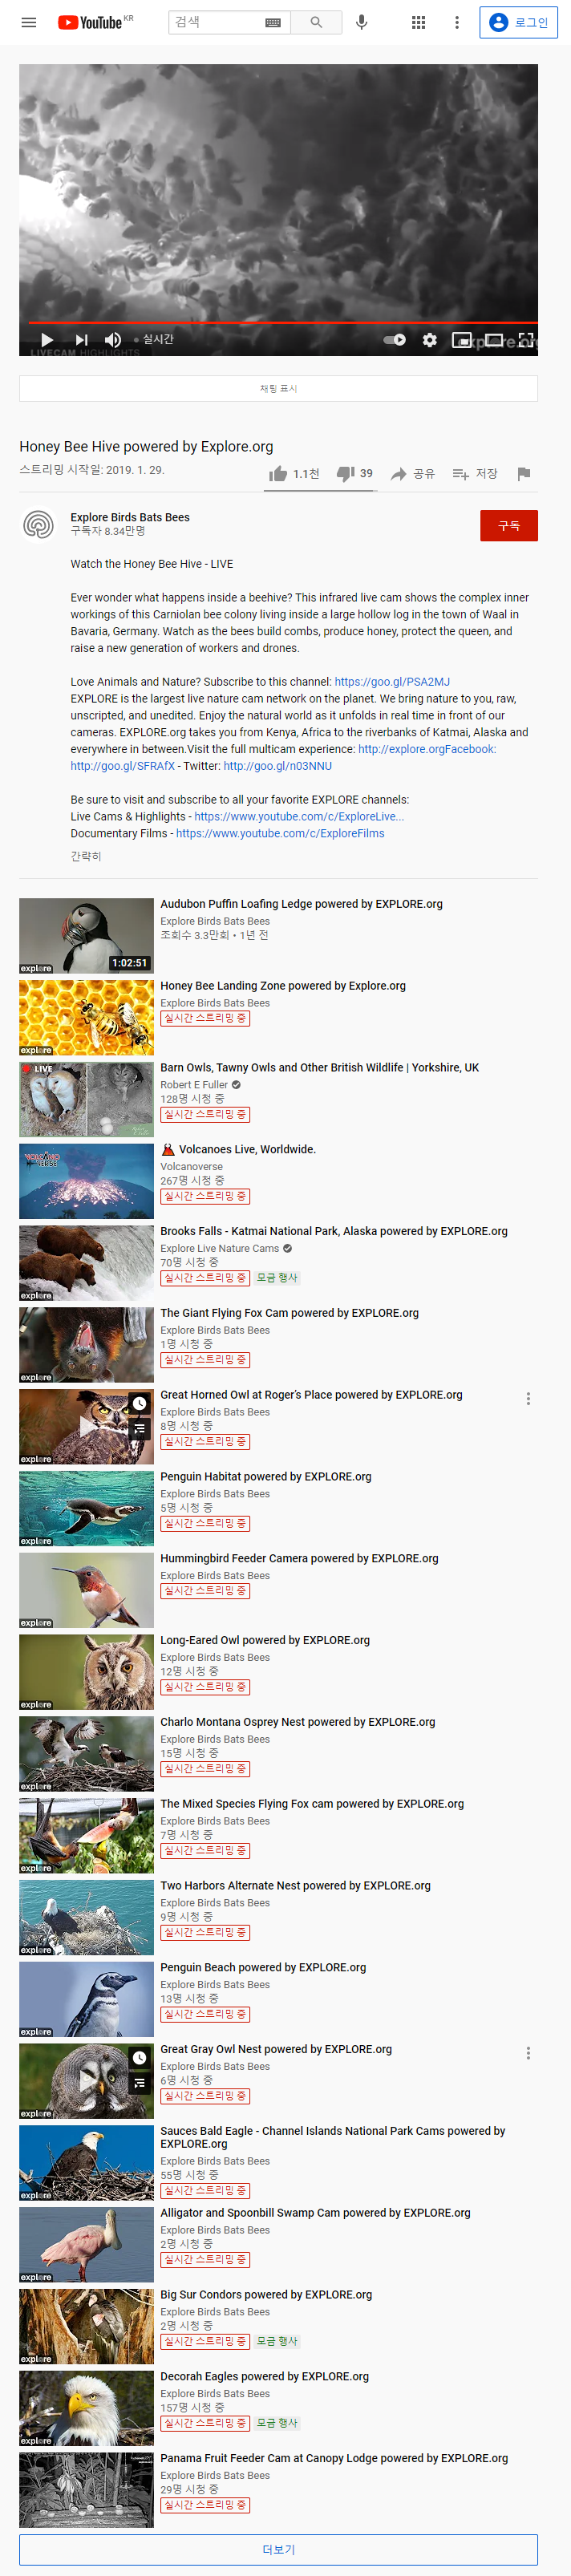 YouTube KR
검색
로그인
실시간
LIVECAM HIGHLIGHTS
explore.org
채팅 표시
Honey Bee Hive powered by Explore.org
스트리밍 시작일: 2019. 1. 29.
1.1천
39
공유
저장
Explore Birds Bats Bees
구독자 8.34만명
구독
Watch the Honey Bee Hive - LIVE
Ever wonder what happens inside a beehive? This infrared live cam shows the complex inner
workings of this Carniolan bee colony living inside a large hollow log in the town of Waal in
Bavaria, Germany. Watch as the bees build combs, produce honey, protect the queen, and
raise a new generation of workers and drones.
Love Animals and Nature? Subscribe to this channel: https://goo.gl/PSA2MJ
EXPLORE is the largest live nature cam network on the planet. We bring nature to you, raw,
unscripted, and unedited. Enjoy the natural world as it unfolds in real time in front of our
cameras. EXPLORE.org takes you from Kenya, Africa to the riverbanks of Katmai, Alaska and
everywhere in between.Visit the full multicam experience: http://explore.orgFacebook:
http://goo.gl/SFRAfX - Twitter: http://goo.gl/n03NNU
Be sure to visit and subscribe to all your favorite EXPLORE channels:
Live Cams & Highlights - https://www.youtube.com/c/ExploreLive...
Documentary Films - https://www.youtube.com/c/ExploreFilms
간략히
explore
1:02:51
Audubon Puffin Loafing Ledge powered by EXPLORE.org
Explore Birds Bats Bees
조회수 3.3만회 • 1년 전
explore
Honey Bee Landing Zone powered by Explore.org
Explore Birds Bats Bees
실시간 스트리밍 중
LIVE
Barn Owls, Tawny Owls and Other British Wildlife | Yorkshire, UK
Robert E Fuller
128명 시청 중
실시간 스트리밍 중
VOLCANO
VERSE
Volcanoes Live, Worldwide.
Volcanoverse
267명 시청 중
실시간 스트리밍 중
explore
Brooks Falls - Katmai National Park, Alaska powered by EXPLORE.org
Explore Live Nature Cams
70명 시청 중
실시간 스트리밍 중 모금 행사
explore
The Giant Flying Fox Cam powered by EXPLORE.org
Explore Birds Bats Bees
1명 시청 중
실시간 스트리밍 중
explore
Great Horned Owl at Roger's Place powered by EXPLORE.org
Explore Birds Bats Bees
8명 시청 중
실시간 스트리밍 중
explore
Penguin Habitat powered by EXPLORE.org
Explore Birds Bats Bees
5명 시청 중
실시간 스트리밍 중
explore
Hummingbird Feeder Camera powered by EXPLORE.org
Explore Birds Bats Bees
실시간 스트리밍 중
explore
Long-Eared Owl powered by EXPLORE.org
Explore Birds Bats Bees
12명 시청 중
실시간 스트리밍 중
explore
Charlo Montana Osprey Nest powered by EXPLORE.org
Explore Birds Bats Bees
15명 시청 중
실시간 스트리밍 중
explore
The Mixed Species Flying Fox cam powered by EXPLORE.org
Explore Birds Bats Bees
7명 시청 중
실시간 스트리밍 중
explore
Two Harbors Alternate Nest powered by EXPLORE.org
Explore Birds Bats Bees
9명 시청 중
실시간 스트리밍 중
explore
Penguin Beach powered by EXPLORE.org
Explore Birds Bats Bees
13명 시청 중
실시간 스트리밍 중
explore
Great Gray Owl Nest powered by EXPLORE.org
Explore Birds Bats Bees
6명 시청 중
실시간 스트리밍 중
explore
Sauces Bald Eagle - Channel Islands National Park Cams powered by
EXPLORE.org
Explore Birds Bats Bees
55명 시청 중
실시간 스트리밍 중
explore
Alligator and Spoonbill Swamp Cam powered by EXPLORE.org
Explore Birds Bats Bees
2명 시청 중
실시간 스트리밍 중
explore
Big Sur Condors powered by EXPLORE.org
Explore Birds Bats Bees
2명 시청 중
실시간 스트리밍 중 모금 행사
explore
Decorah Eagles powered by EXPLORE.org
Explore Birds Bats Bees
157명 시청 중
실시간 스트리밍 중 모금 행사
Panama Fruit Feeder Cam at Canopy Lodge powered by EXPLORE.org
Explore Birds Bats Bees
29명 시청 중
실시간 스트리밍 중
더보기